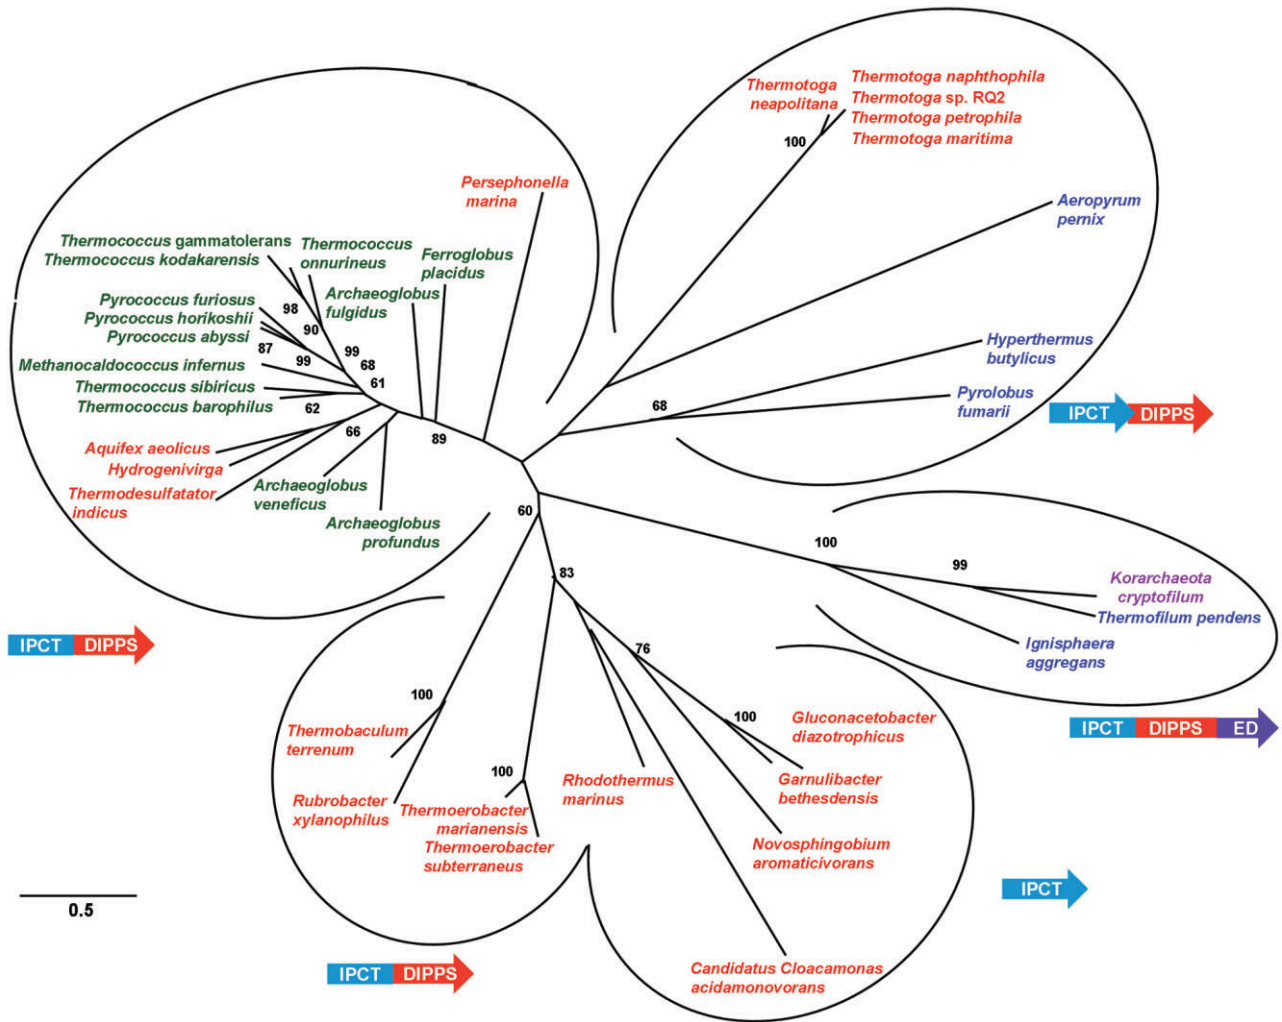 Thermotoga
neapolitana
Thermotoga naphthophila
Thermotoga sp. RQ2
Thermotoga petrophila
Thermotoga maritima
100
Persephonella
marina
Aeropyrum
pernix
Thermococcus gammatolerans
Thermococcus kodakarensis
Thermococcus
onnurineus
Ferroglobus
placidus
Archaeoglobus
fulgidus
Pyrococcus furiosus
Pyrococcus horikoshii
Pyrococcus abyssi
98
90
87
99
99
68
61
Methanocaldococcus infernus
Thermococcus sibiricus
Thermococcus barophilus
62
66
89
Hyperthermus
butylicus
Pyrolobus
fumarii
68
IPCT
DIPPS
Aquifex aeolicus
Hydrogenivirga
Thermodesulfatator
indicus
Archaeoglobus
veneficus
Archaeoglobus
profundus
60
83
100
99
Korarchaeota
cryptofilum
Thermofilum pendens
Ignisphaera
aggregans
IPCT
DIPPS
76
100
100
IPCT
DIPPS
ED
Thermobaculum
terrenum
Rubrobacter
xylanophilus
100
Thermoerobacter
marianensis
Thermoerobacter
subterraneus
Rhodothermus
marinus
Gluconacetobacter
diazotrophicus
Garnulibacter
bethesdensis
Novosphingobium
aromaticivorans
IPCT
0.5
IPCT
DIPPS
Candidatus Cloacamonas
acidamonovorans